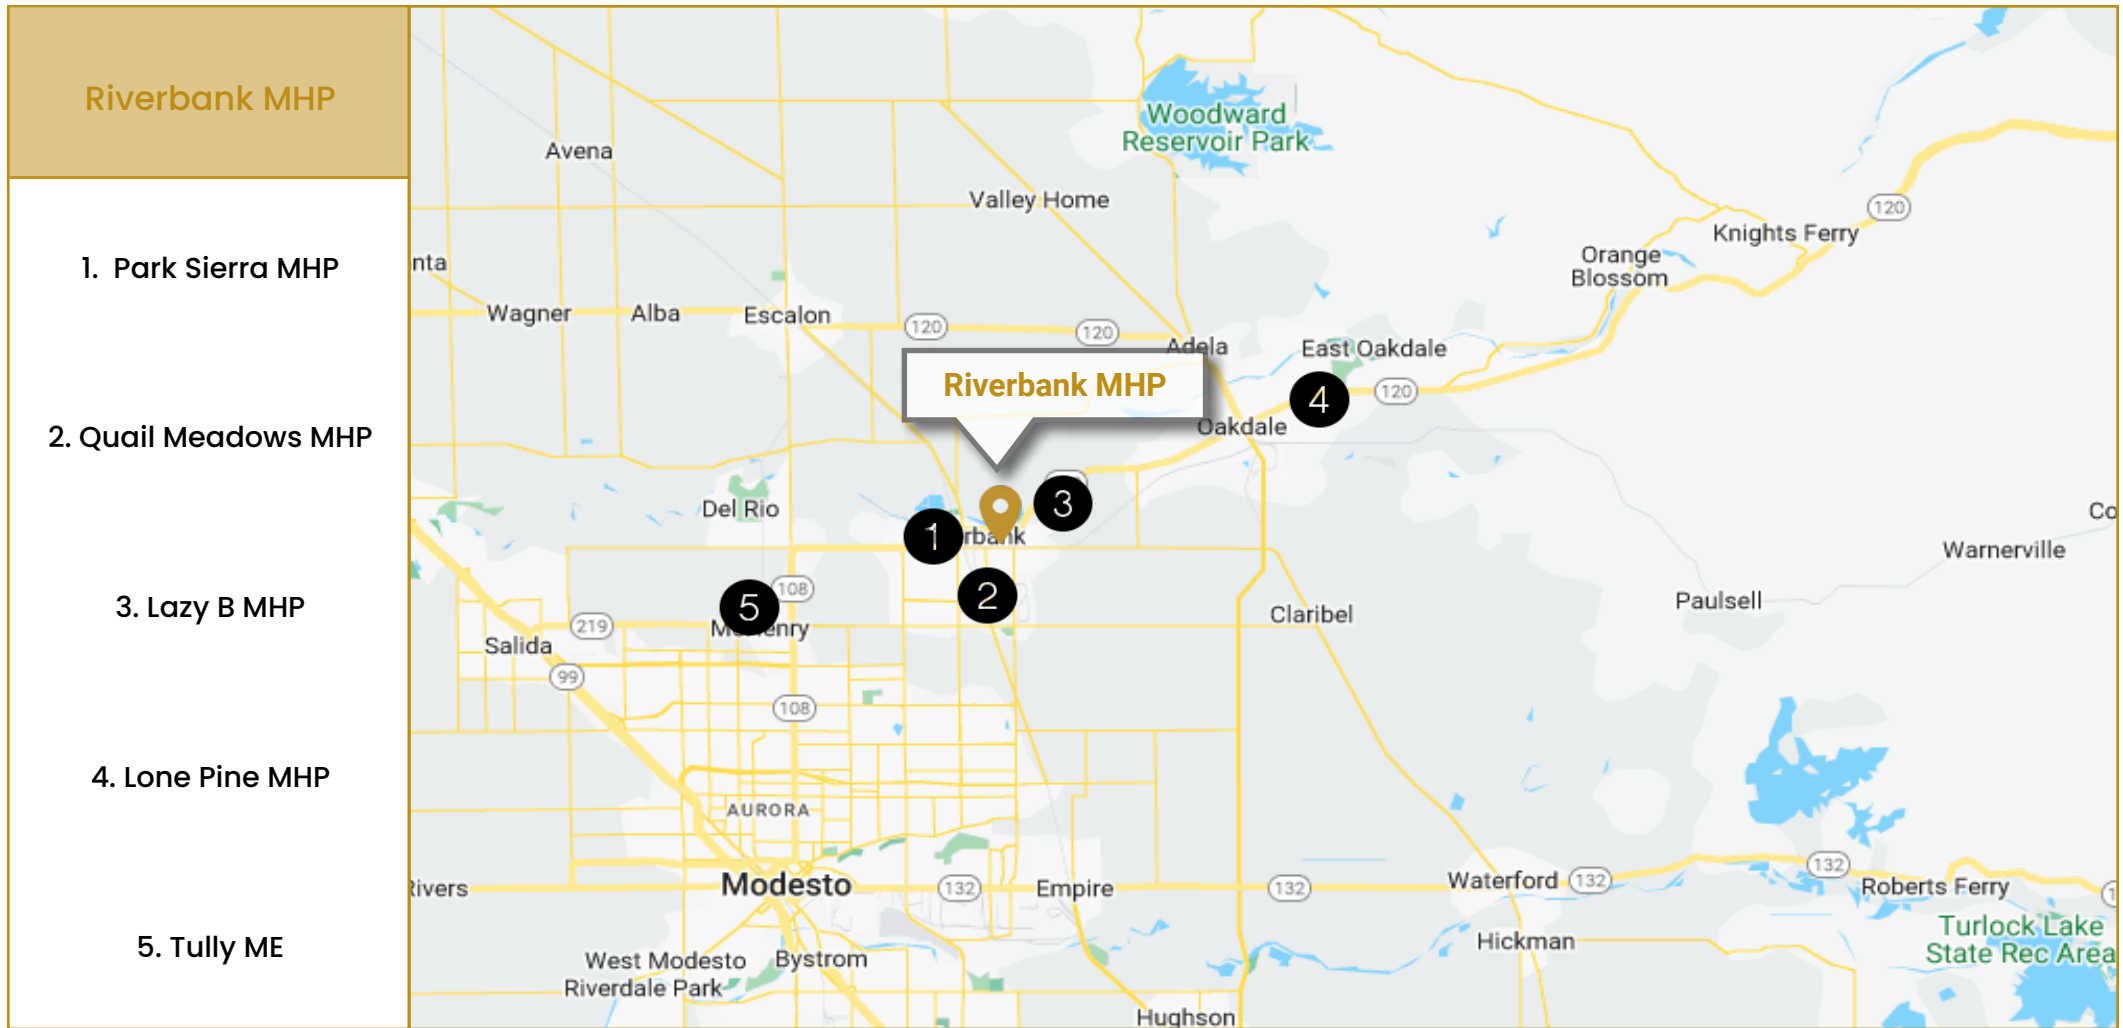 Riverbank MHP
1. Park Sierra MHP
2. Quail Meadows MHP
3. Lazy B MHP
4. Lone Pine MHP
5. Tully ME
Woodward
Reservoir Park
Avena
Valley Home
120
Knights Ferry
Orange
Blossom
nta
Wagner
Alba
Escalon
120
120
Adela
East Oakdale
Riverbank MHP
4
120
Oakdale
3
Del Rio
Co
1
rbank
Warnerville
108
5
2
Paulsell
Claribel
219
Salida
99
108
AURORA
Modesto
132
Empire
132
Waterford
132
132
Roberts Ferry
Rivers
Turlock Lake
State Rec Area
Hickman
West Modesto
Bystrom
Riverdale Park
Hughson